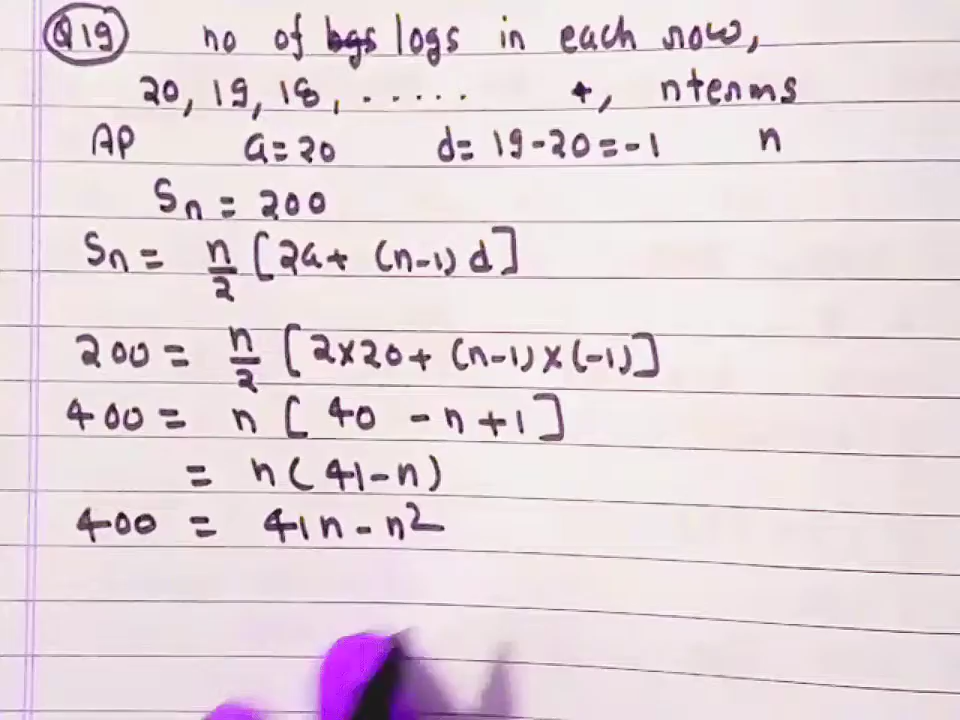 Q19 no of logs in each row,
20, 19, 18, ..... , n terms
AP a=20 d= 19-20=-1 n
Sn = 200
Sn = n/2 [2a+ (n-1) d]
200 = n/2 [2×20+ (n-1)×(-1)]
400 = n [ 40 - n +1]
= n( 41-n)
400 = 41n - n²